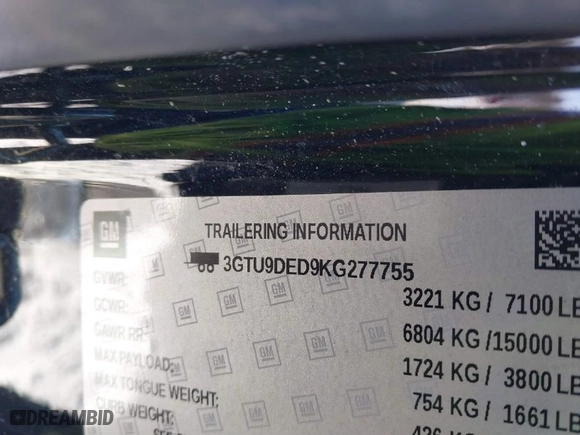 GM
TRAILERING INFORMATION
3GTU9DED9KG277755
GVWR: 3221 KG / 7100 LB
GCWR: 6804 KG /15000 LB
GAWR RR: 1724 KG / 3800 LB
MAX PAYLOAD: 754 KG / 1661 LB
MAX TONGUE WEIGHT:
CURB WEIGHT:
DREAMBID